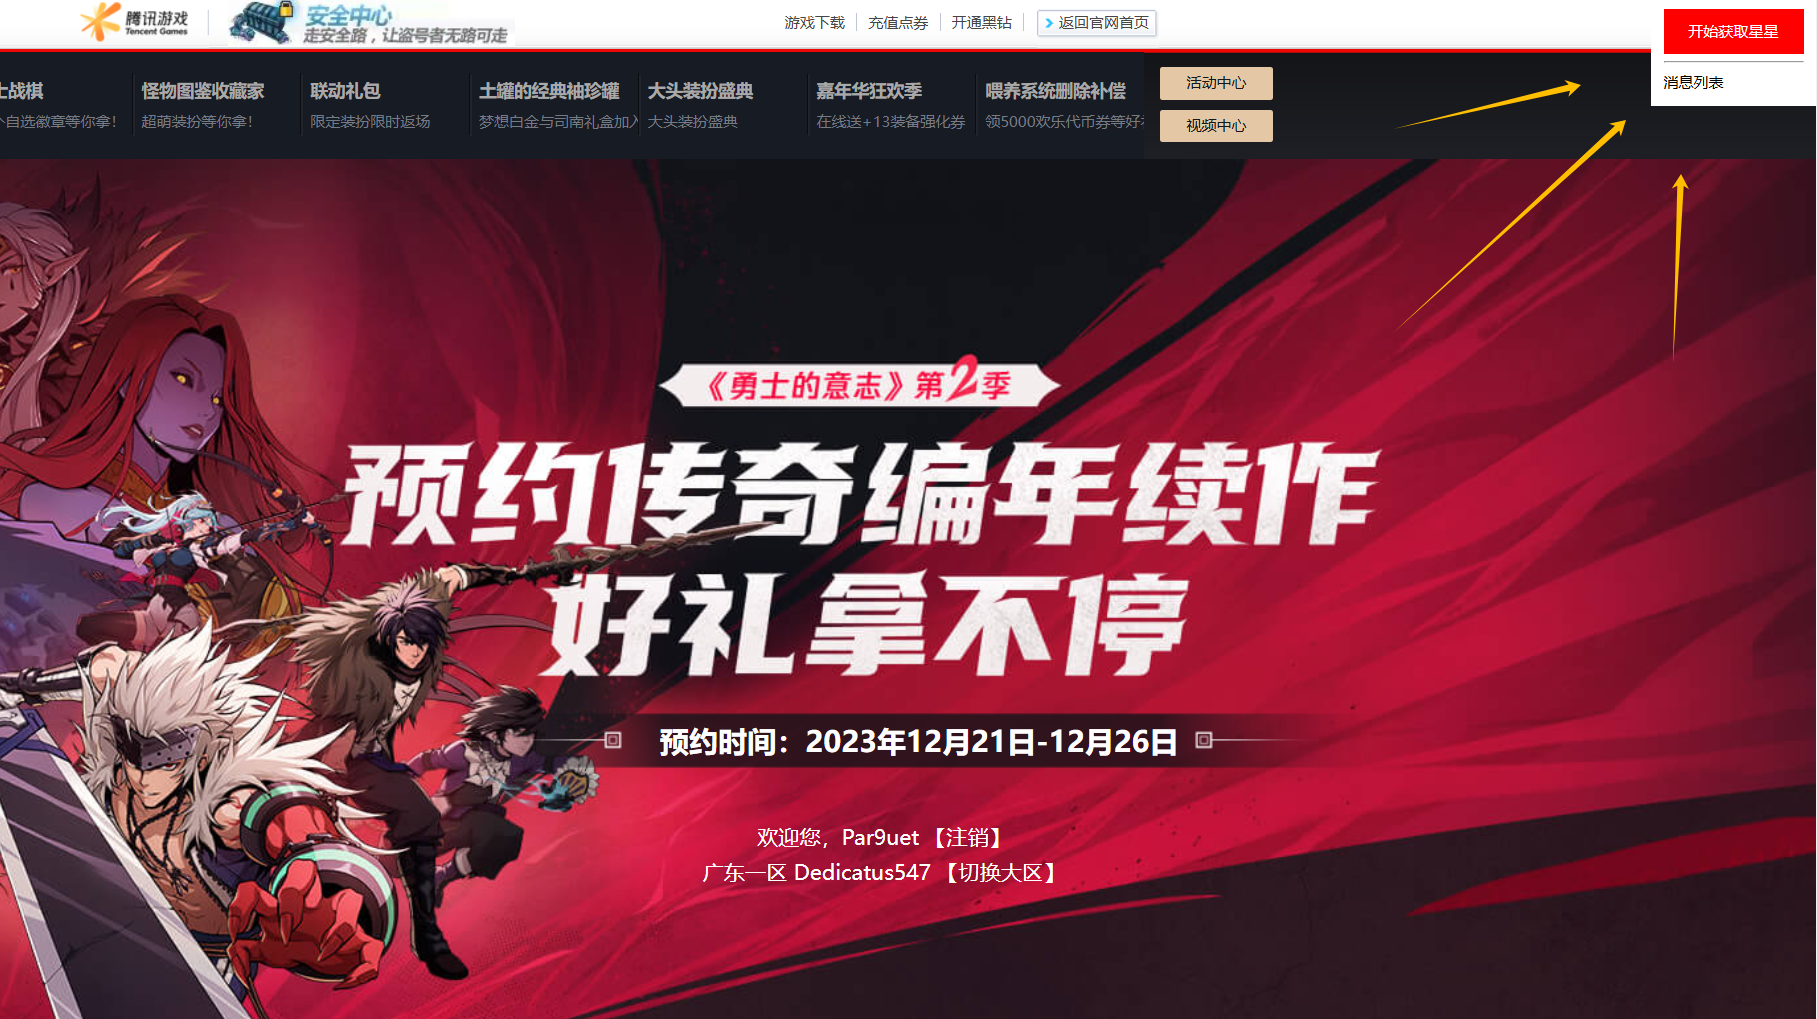 腾讯游戏
Tencent Games
安全中心
走安全路，让盗号者无路可走
游戏下载
充值点券
开通黑钻
返回官网首页
开始获取星星
消息列表
士战棋
个自选徽章等你拿！
怪物图鉴收藏家
超萌装扮等你拿！
联动礼包
限定装扮限时返场
土罐的经典袖珍罐
梦想白金与司南礼盒加入
大头装扮盛典
大头装扮盛典
嘉年华狂欢季
在线送+13装备强化券
喂养系统删除补偿
领5000欢乐代币券等好礼
活动中心
视频中心
《勇士的意志》第2季
预约传奇编年续作
好礼拿不停
预约时间：2023年12月21日-12月26日
欢迎您，Par9uet 【注销】
广东一区 Dedicatus547 【切换大区】